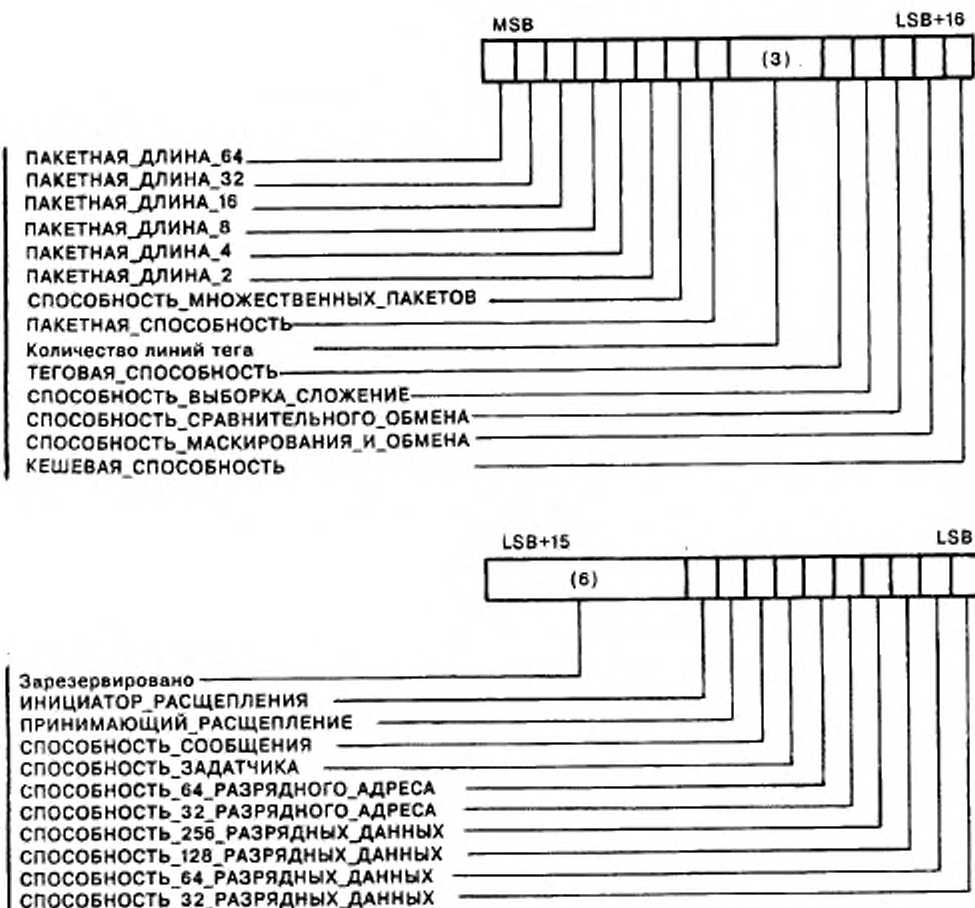 MSB LSB+16
(3)
ПАКЕТНАЯ_ДЛИНА_64
ПАКЕТНАЯ_ДЛИНА_32
ПАКЕТНАЯ_ДЛИНА_16
ПАКЕТНАЯ_ДЛИНА_8
ПАКЕТНАЯ_ДЛИНА_4
ПАКЕТНАЯ_ДЛИНА_2
СПОСОБНОСТЬ_МНОЖЕСТВЕННЫХ_ПАКЕТОВ
ПАКЕТНАЯ_СПОСОБНОСТЬ
Количество линий тега
ТЕГОВАЯ_СПОСОБНОСТЬ
СПОСОБНОСТЬ_ВЫБОРКА_СЛОЖЕНИЕ
СПОСОБНОСТЬ_СРАВНИТЕЛЬНОГО_ОБМЕНА
СПОСОБНОСТЬ_МАСКИРОВАНИЯ_И_ОБМЕНА
КЕШЕВАЯ_СПОСОБНОСТЬ
LSB+15 LSB
(6)
Зарезервировано
ИНИЦИАТОР_РАСЩЕПЛЕНИЯ
ПРИНИМАЮЩИЙ_РАСЩЕПЛЕНИЕ
СПОСОБНОСТЬ_СООБЩЕНИЯ
СПОСОБНОСТЬ_ЗАДАТЧИКА
СПОСОБНОСТЬ_64_РАЗРЯДНОГО_АДРЕСА
СПОСОБНОСТЬ_32_РАЗРЯДНОГО_АДРЕСА
СПОСОБНОСТЬ_256_РАЗРЯДНЫХ_ДАННЫХ
СПОСОБНОСТЬ_128_РАЗРЯДНЫХ_ДАННЫХ
СПОСОБНОСТЬ_64_РАЗРЯДНЫХ_ДАННЫХ
СПОСОБНОСТЬ_32_РАЗРЯДНЫХ_ДАННЫХ